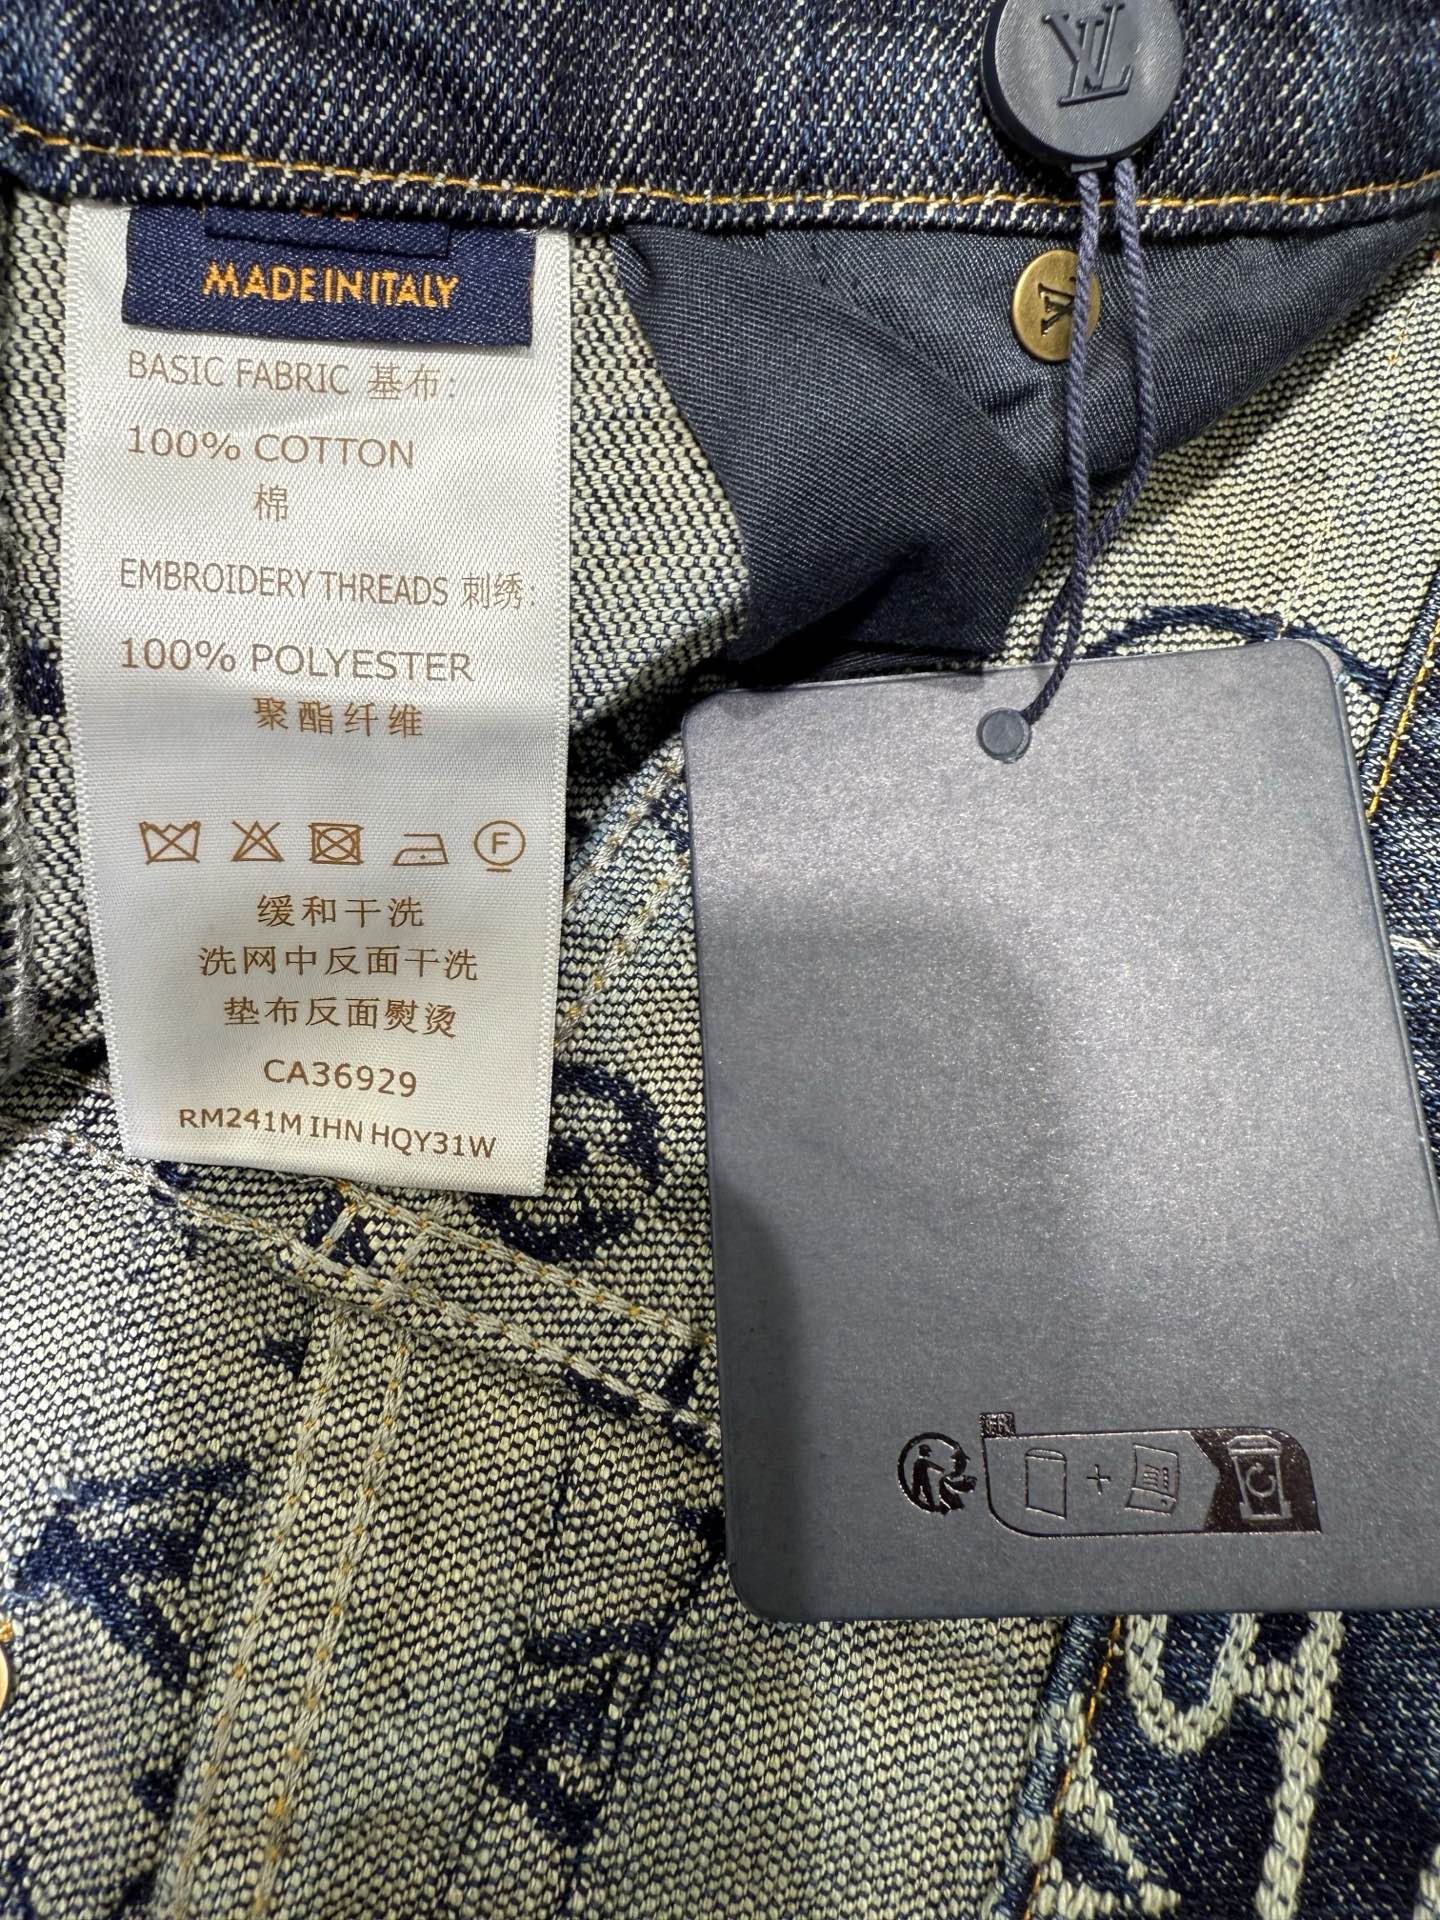 LV
MADE IN ITALY
BASIC FABRIC 基布:
100% COTTON
棉
EMBROIDERY THREADS 刺绣:
100% POLYESTER
聚酯纤维
F
缓和干洗
洗网中反面干洗
垫布反面熨烫
CA36929
RM241M IHN HQY31W
FR